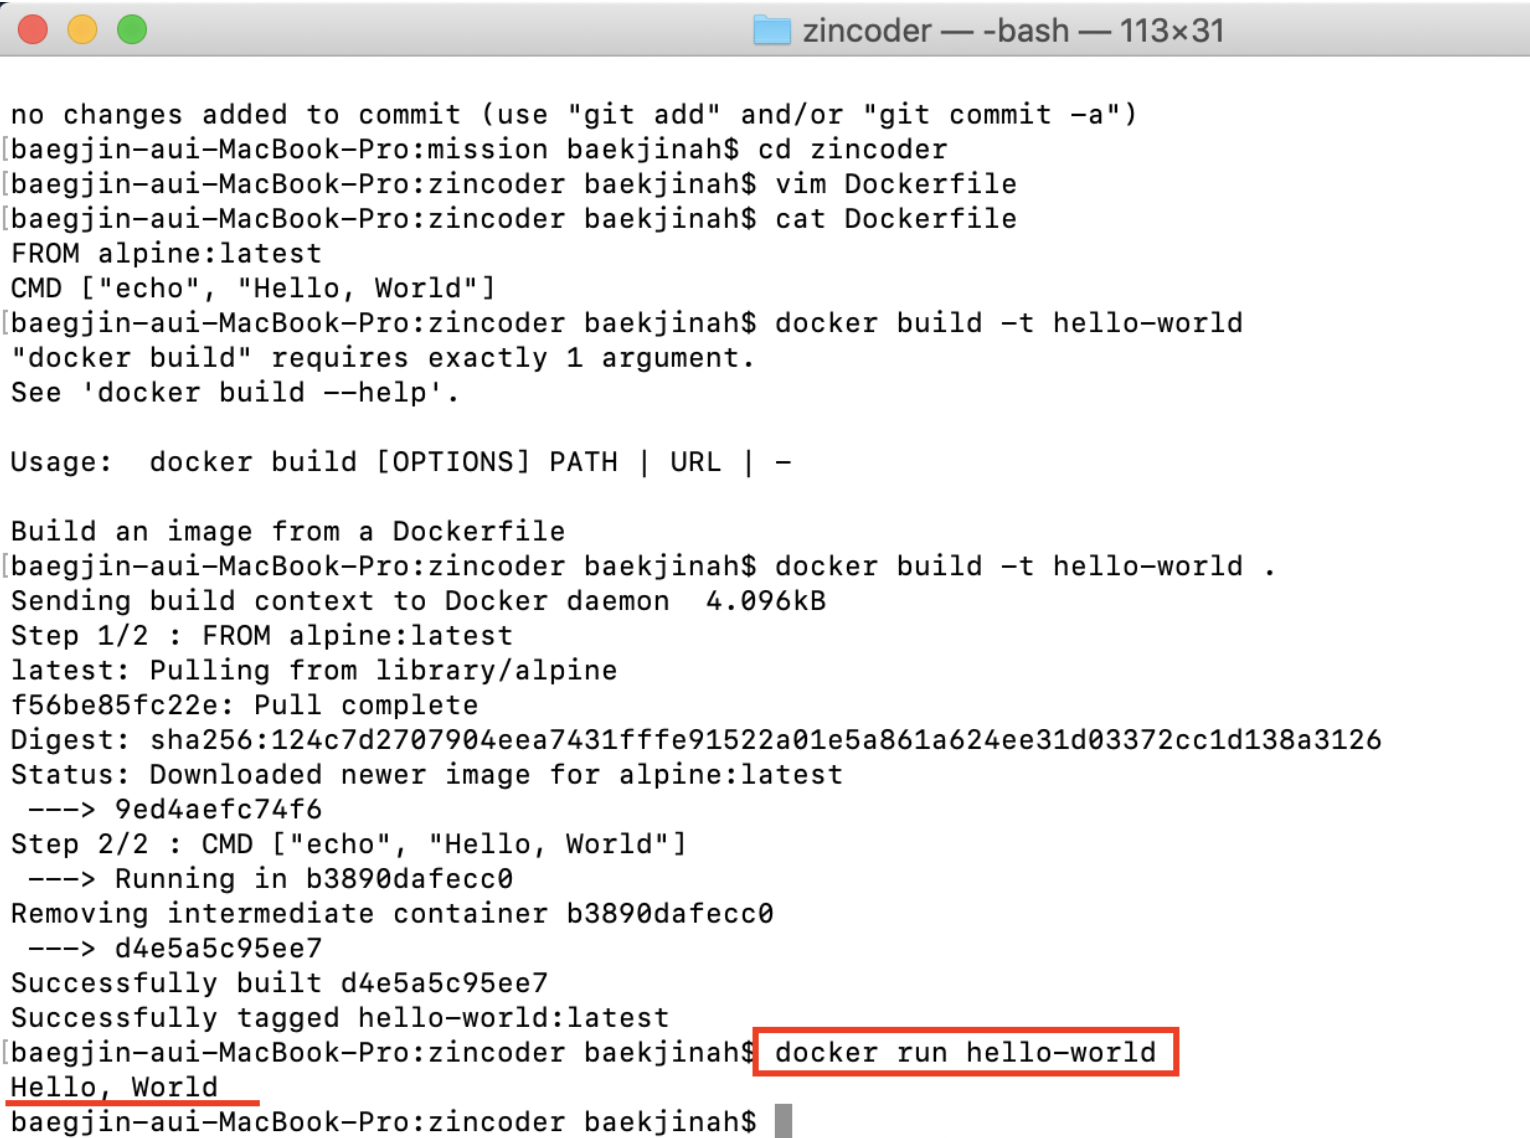 zincoder — -bash — 113×31
no changes added to commit (use "git add" and/or "git commit -a")
[baegjin-aui-MacBook-Pro:mission baekjinah$ cd zincoder
[baegjin-aui-MacBook-Pro:zincoder baekjinah$ vim Dockerfile
[baegjin-aui-MacBook-Pro:zincoder baekjinah$ cat Dockerfile
FROM alpine:latest
CMD ["echo", "Hello, World"]
[baegjin-aui-MacBook-Pro:zincoder baekjinah$ docker build -t hello-world
"docker build" requires exactly 1 argument.
See 'docker build --help'.
Usage:  docker build [OPTIONS] PATH | URL | -
Build an image from a Dockerfile
[baegjin-aui-MacBook-Pro:zincoder baekjinah$ docker build -t hello-world .
Sending build context to Docker daemon  4.096kB
Step 1/2 : FROM alpine:latest
latest: Pulling from library/alpine
f56be85fc22e: Pull complete
Digest: sha256:124c7d2707904eea7431fffe91522a01e5a861a624ee31d03372cc1d138a3126
Status: Downloaded newer image for alpine:latest
 ---> 9ed4aefc74f6
Step 2/2 : CMD ["echo", "Hello, World"]
 ---> Running in b3890dafecc0
Removing intermediate container b3890dafecc0
 ---> d4e5a5c95ee7
Successfully built d4e5a5c95ee7
Successfully tagged hello-world:latest
[baegjin-aui-MacBook-Pro:zincoder baekjinah$ docker run hello-world
Hello, World
baegjin-aui-MacBook-Pro:zincoder baekjinah$